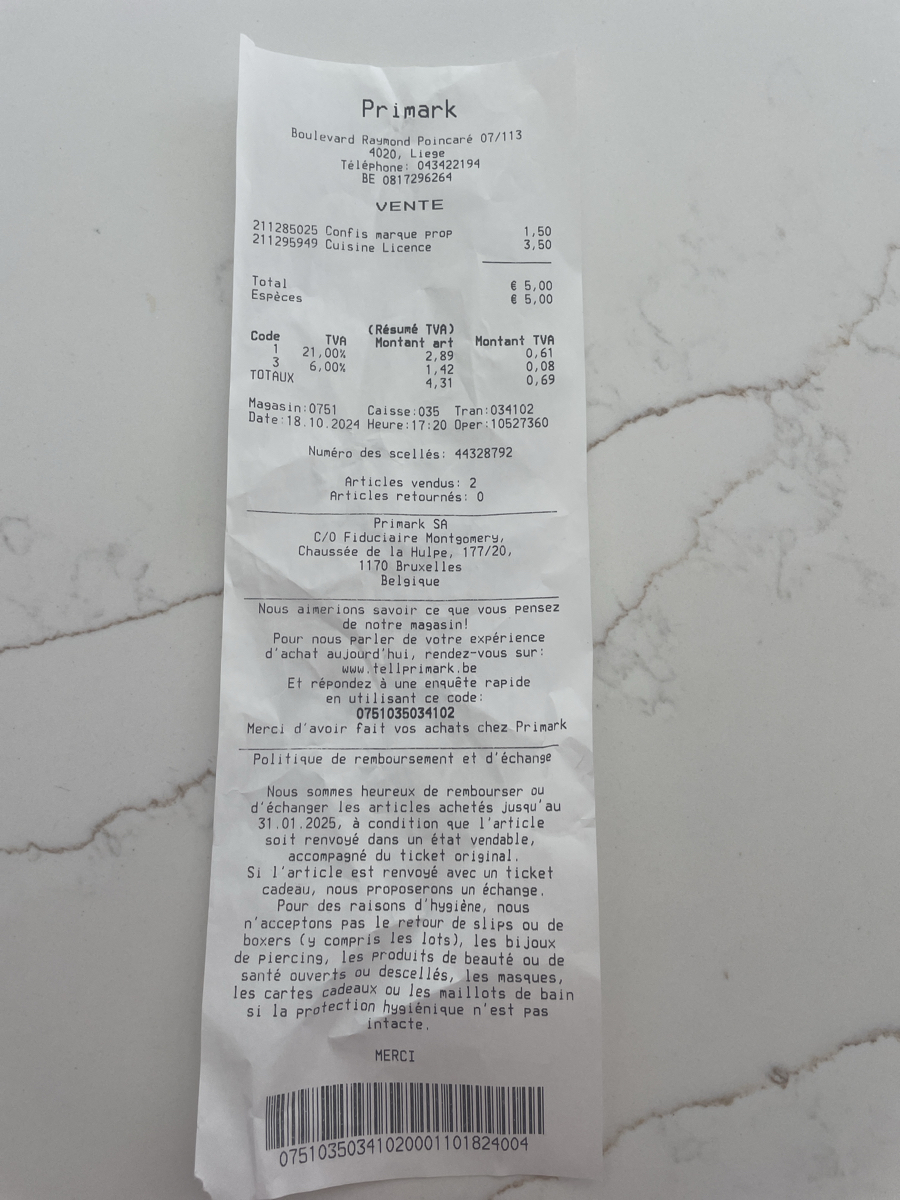 Primark
Boulevard Raymond Poincaré 07/113
4020, Liege
Téléphone: 043422194
BE 0817296264
VENTE
211285025 Confis marque prop 1,50
211295949 Cuisine Licence 3,50
Total € 5,00
Espèces € 5,00
(Résumé TVA)
Code TVA Montant art Montant TVA
1 21,00% 2,89 0,61
3 6,00% 1,42 0,08
TOTAUX 4,31 0,69
Magasin:0751 Caisse:035 Tran:034102
Date:18.10.2024 Heure:17:20 Oper:10527360
Numéro des scellés: 44328792
Articles vendus: 2
Articles retournés: 0
Primark SA
C/O Fiduciaire Montgomery,
Chaussée de la Hulpe, 177/20,
1170 Bruxelles
Belgique
Nous aimerions savoir ce que vous pensez
de notre magasin!
Pour nous parler de votre expérience
d'achat aujourd'hui, rendez-vous sur:
www.tellprimark.be
Et répondez à une enquête rapide
en utilisant ce code:
0751035034102
Merci d'avoir fait vos achats chez Primark
Politique de remboursement et d'échange
Nous sommes heureux de rembourser ou
d'échanger les articles achetés jusqu'au
31.01.2025, à condition que l'article
soit renvoyé dans un état vendable,
accompagné du ticket original.
Si l'article est renvoyé avec un ticket
cadeau, nous proposerons un échange.
Pour des raisons d'hygiène, nous
n'acceptons pas le retour de slips ou de
boxers (y compris les lots), les bijoux
de piercing, les produits de beauté ou de
santé ouverts ou descellés, les masques,
les cartes cadeaux ou les maillots de bain
si la protection hygiénique n'est pas
intacte.
MERCI
0751035034102000110182​4004